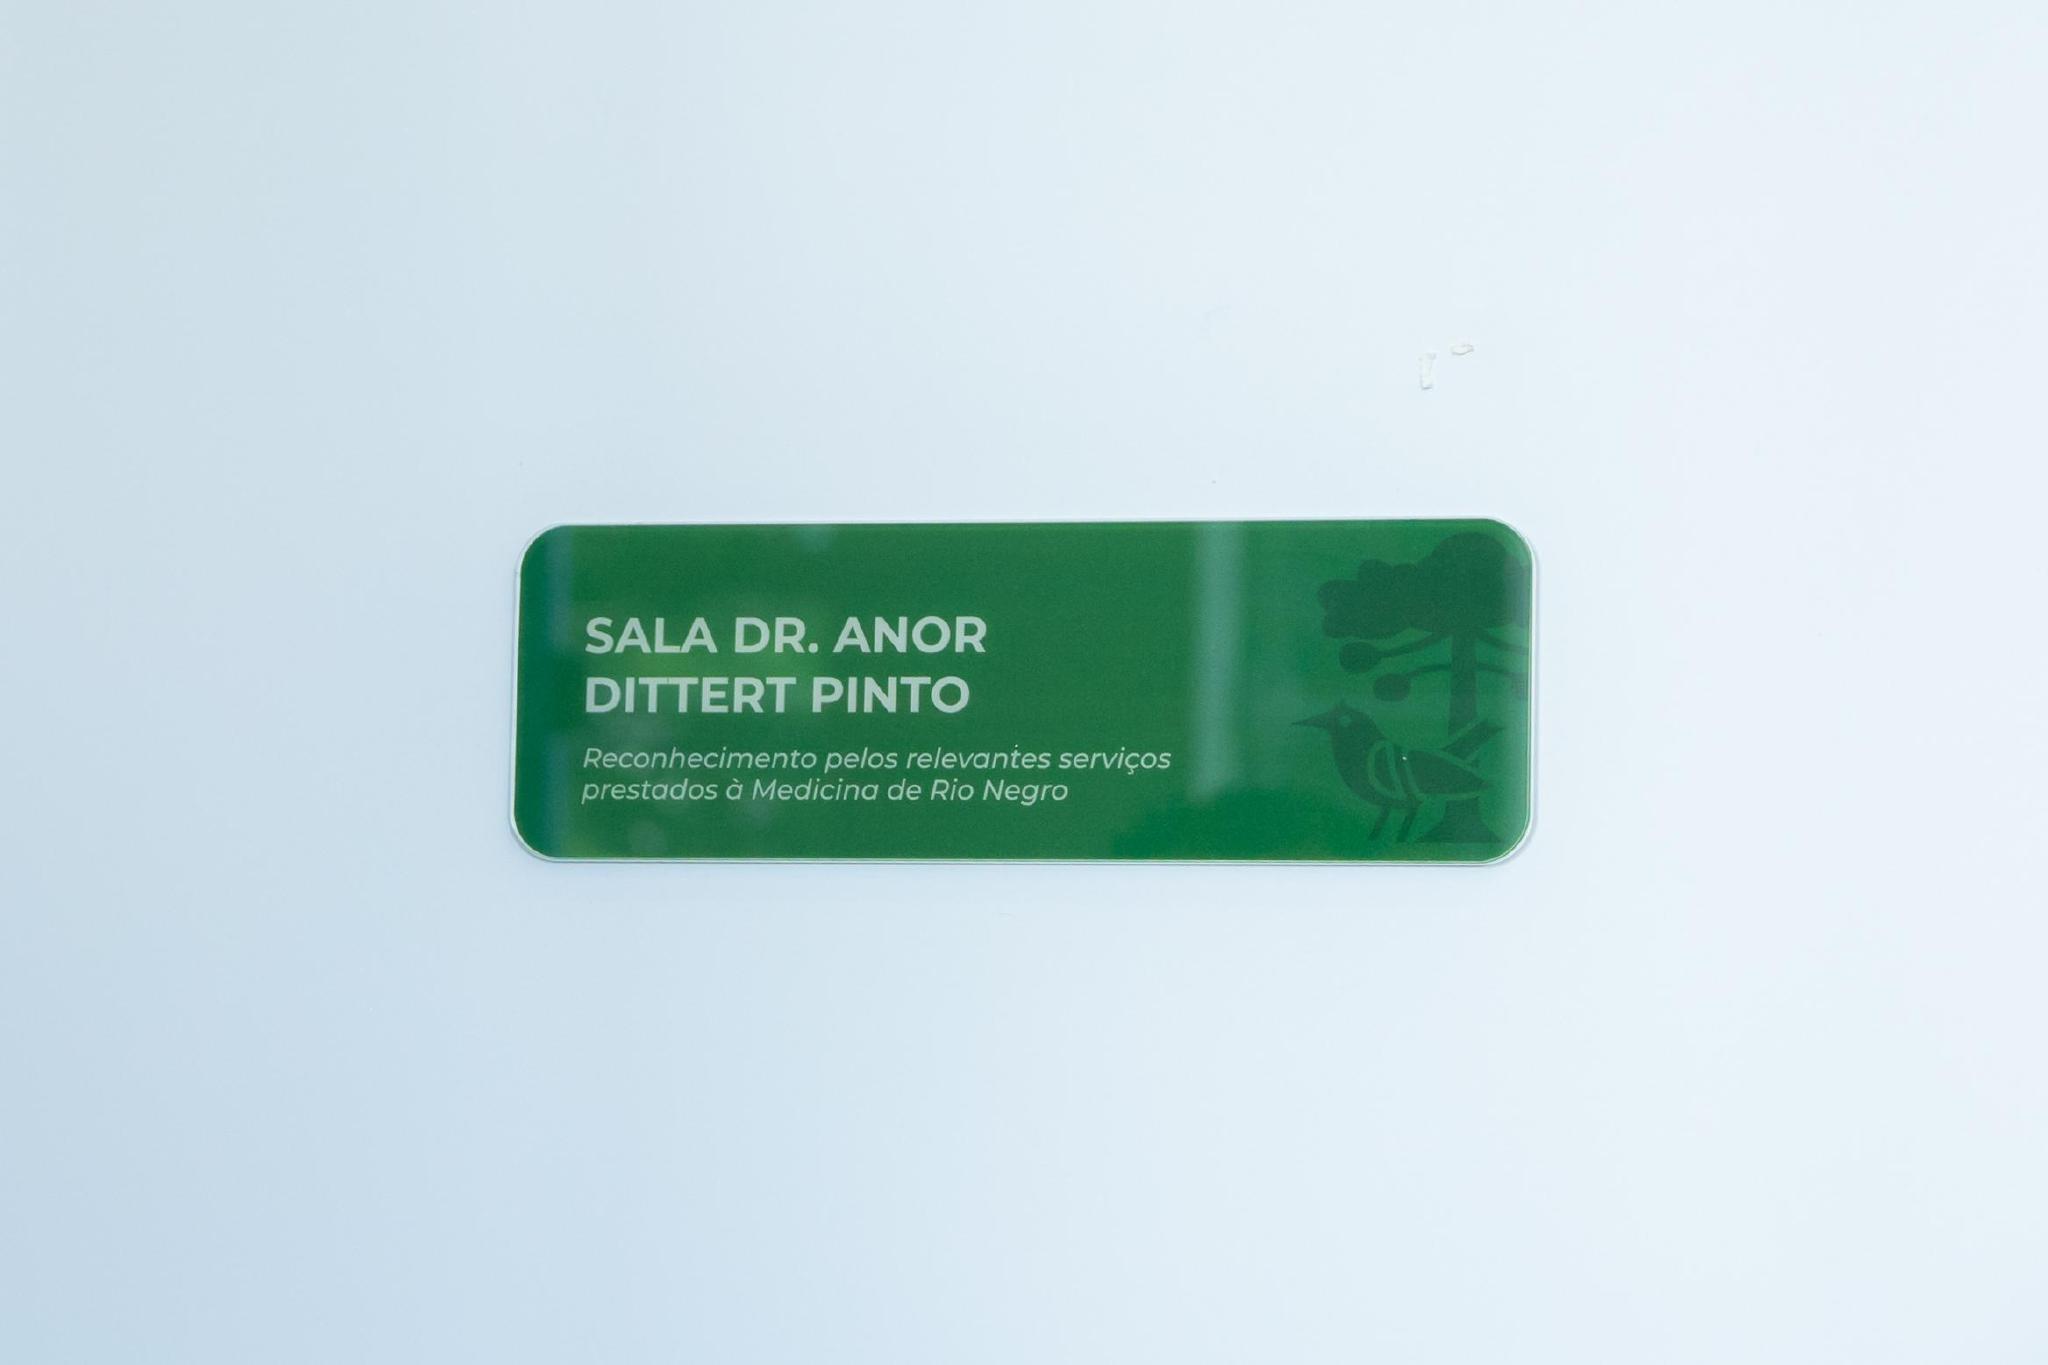 SALA DR. ANOR
DITTERT PINTO
Reconhecimento pelos relevantes serviços
prestados à Medicina de Rio Negro